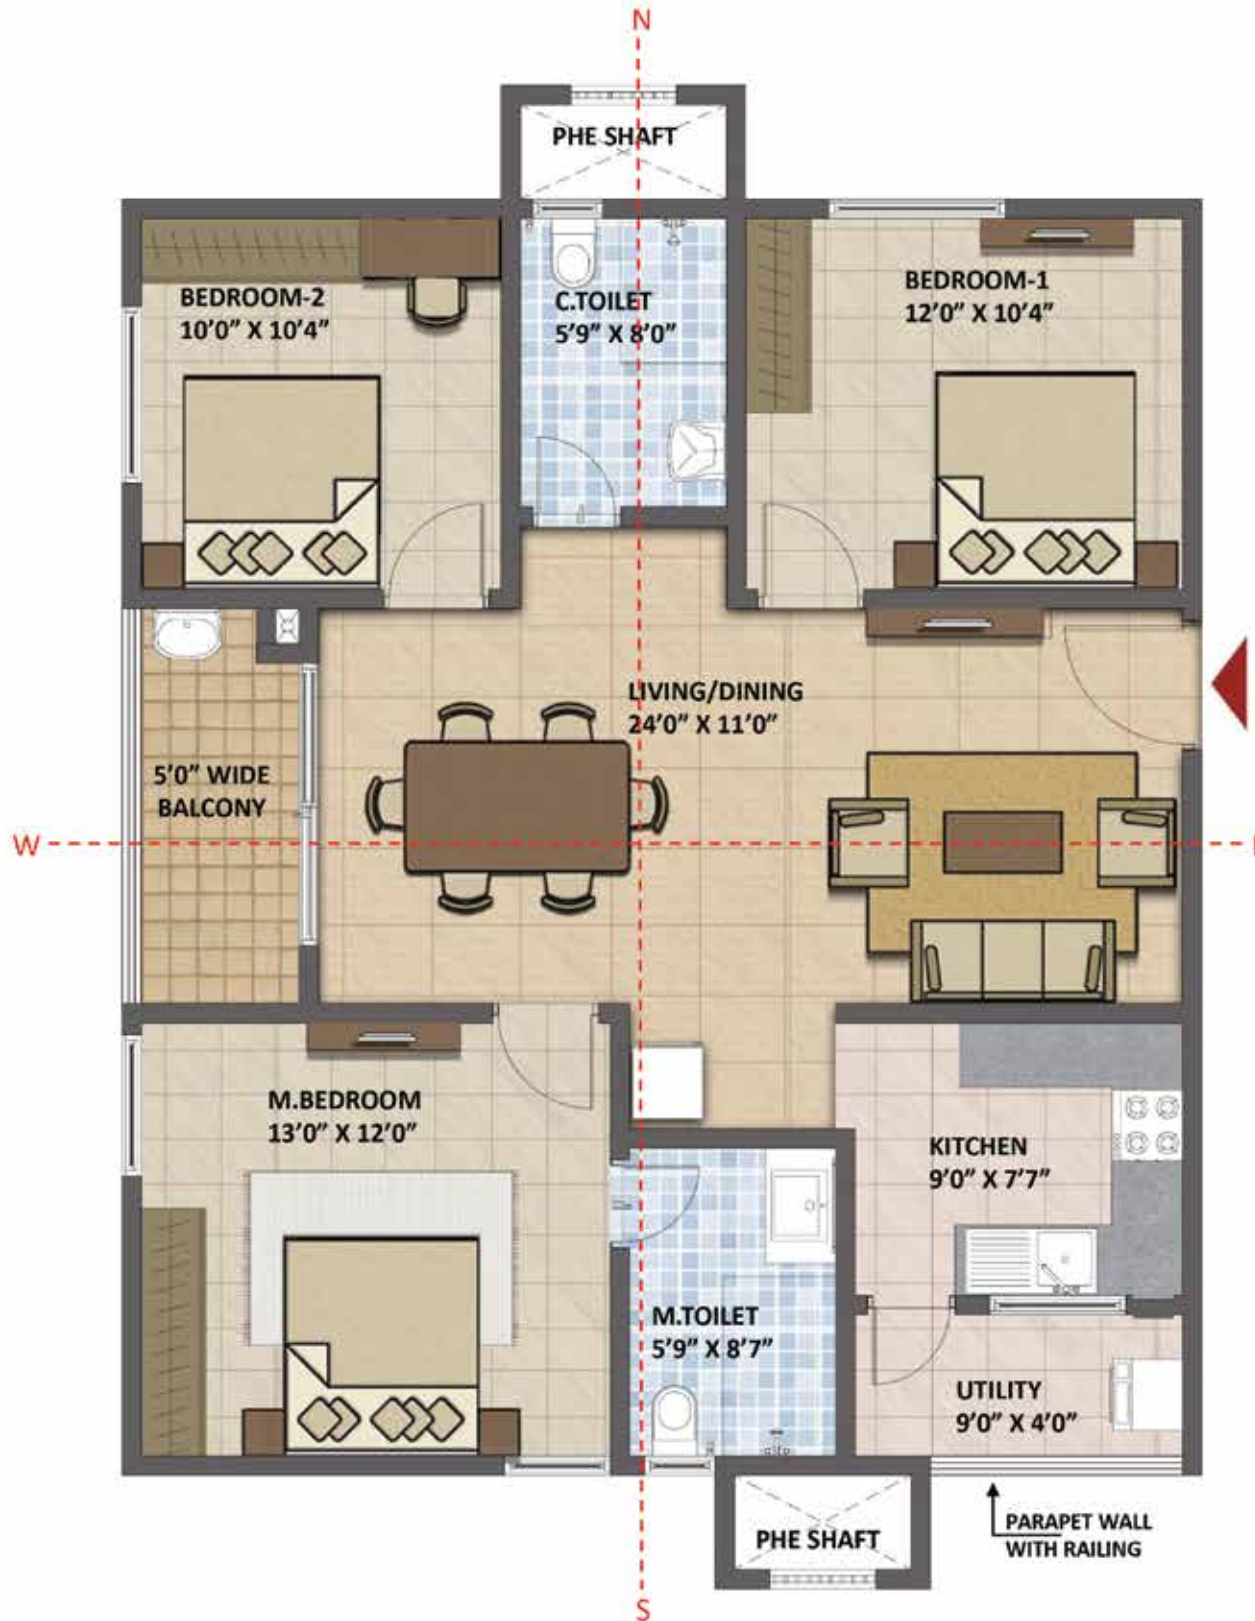 N
PHE SHAFT
BEDROOM-2
10'0" X 10'4"
C.TOILET
5'9" X 8'0"
BEDROOM-1
12'0" X 10'4"
LIVING/DINING
24'0" X 11'0"
5'0" WIDE
BALCONY
W
M.BEDROOM
13'0" X 12'0"
KITCHEN
9'0" X 7'7"
M.TOILET
5'9" X 8'7"
UTILITY
9'0" X 4'0"
PHE SHAFT
PARAPET WALL
WITH RAILING
S